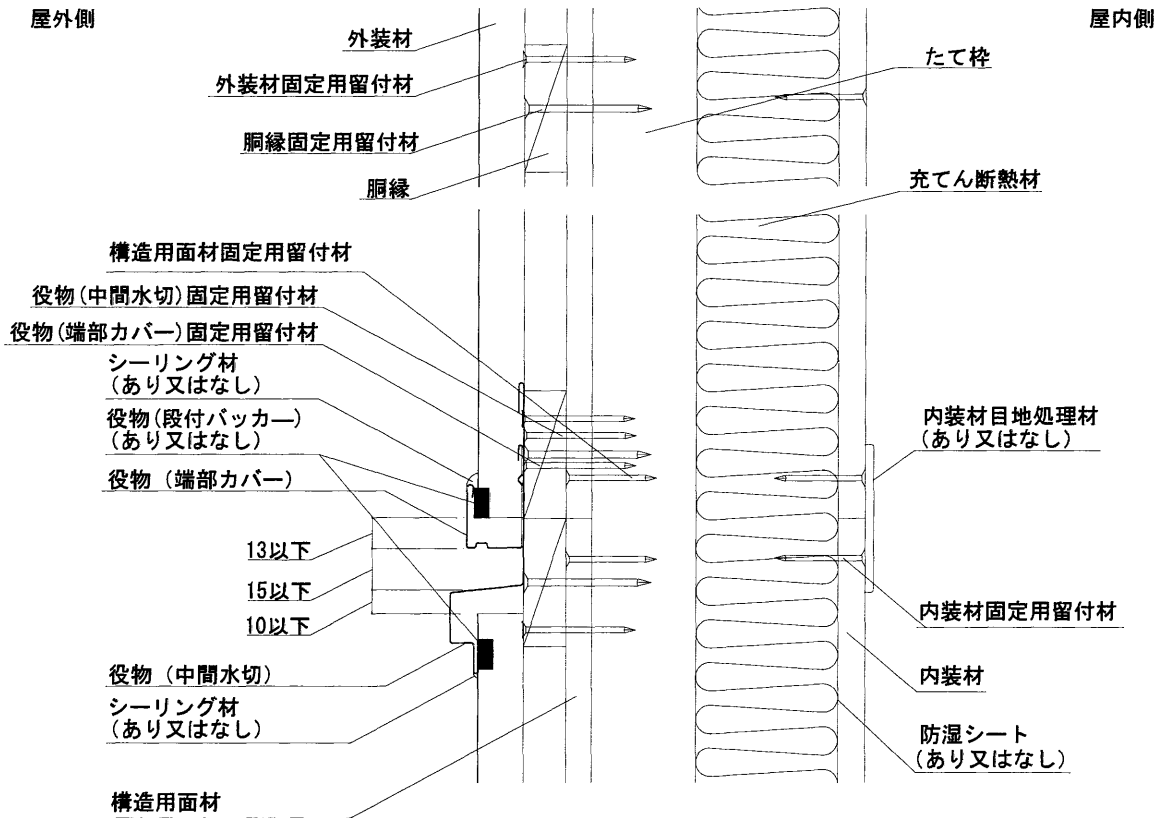 屋外側
屋内側
外装材
外装材固定用留付材
胴縁固定用留付材
胴縁
構造用面材固定用留付材
役物(中間水切)固定用留付材
役物(端部カバー)固定用留付材
シーリング材
(あり又はなし)
役物(段付バッカー)
(あり又はなし)
役物 (端部カバー)
13以下
15以下
10以下
役物 (中間水切)
シーリング材
(あり又はなし)
構造用面材
たて枠
充てん断熱材
内装材目地処理材
(あり又はなし)
内装材固定用留付材
内装材
防湿シート
(あり又はなし)